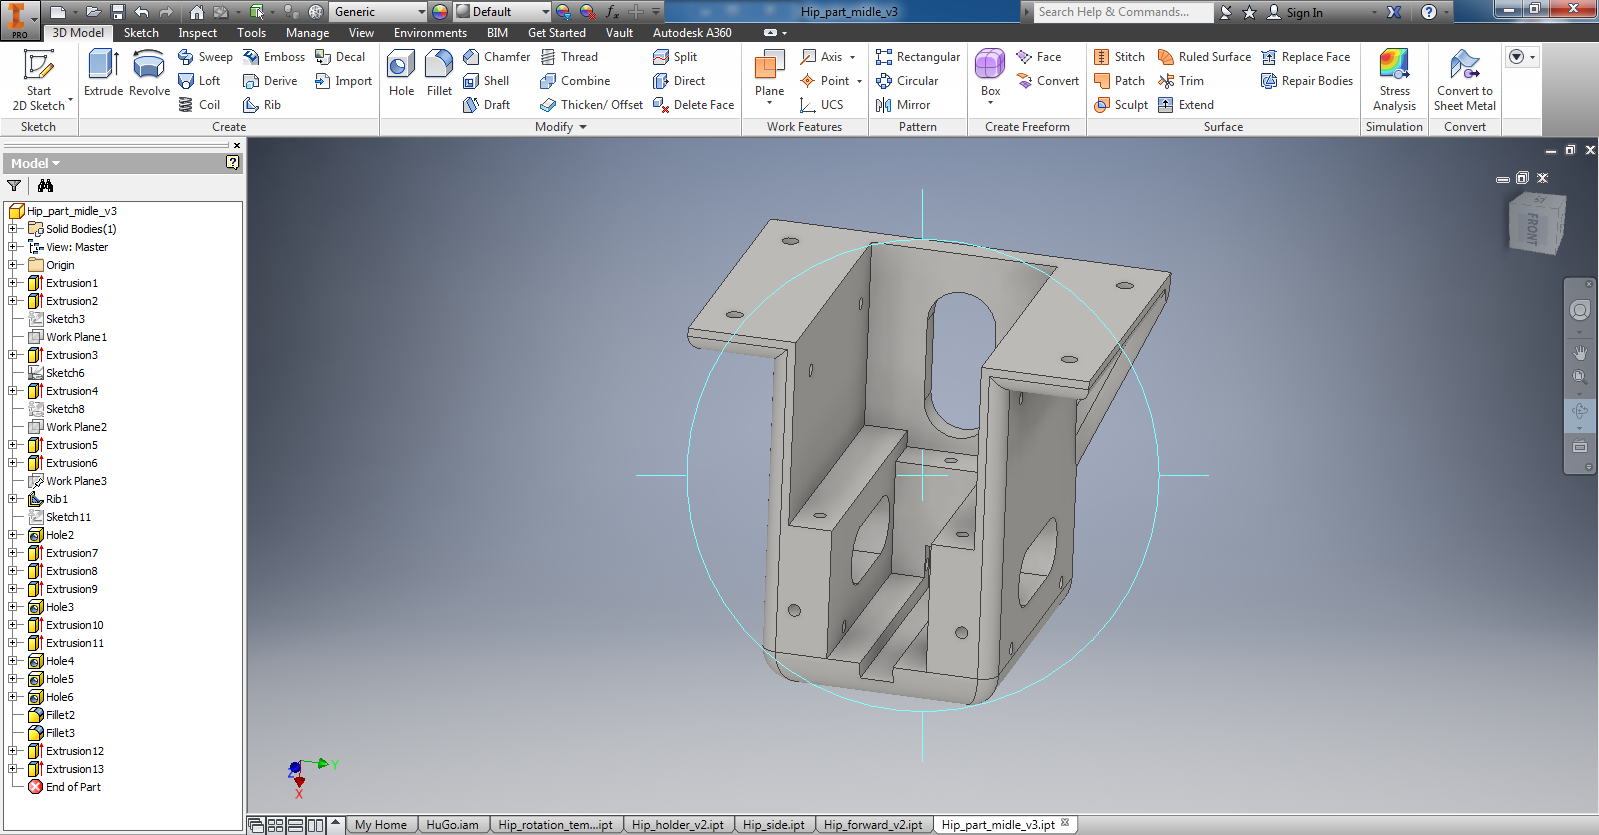 Generic
Default
Hip_part_midle_v3
Search Help & Commands...
Sign In
PRO
3D Model Sketch Inspect Tools Manage View Environments BIM Get Started Vault Autodesk A360
Start
2D Sketch
Extrude
Revolve
Sweep
Loft
Coil
Emboss
Derive
Rib
Decal
Import
Hole
Fillet
Chamfer
Shell
Draft
Thread
Combine
Thicken/ Offset
Split
Direct
Delete Face
Plane
Axis
Point
UCS
Rectangular
Circular
Mirror
Box
Face
Convert
Stitch
Patch
Sculpt
Ruled Surface
Trim
Extend
Replace Face
Repair Bodies
Stress
Analysis
Convert to
Sheet Metal
Sketch Create Modify Work Features Pattern Create Freeform Surface Simulation Convert
Model
Hip_part_midle_v3
Solid Bodies(1)
View: Master
Origin
Extrusion1
Extrusion2
Sketch3
Work Plane1
Extrusion3
Sketch6
Extrusion4
Sketch8
Work Plane2
Extrusion5
Extrusion6
Work Plane3
Rib1
Sketch11
Hole2
Extrusion7
Extrusion8
Extrusion9
Hole3
Extrusion10
Extrusion11
Hole4
Hole5
Hole6
Fillet2
Fillet3
Extrusion12
Extrusion13
End of Part
FRONT
Y
Z
X
My Home HuGo.iam Hip_rotation_tem...ipt Hip_holder_v2.ipt Hip_side.ipt Hip_forward_v2.ipt Hip_part_midle_v3.ipt